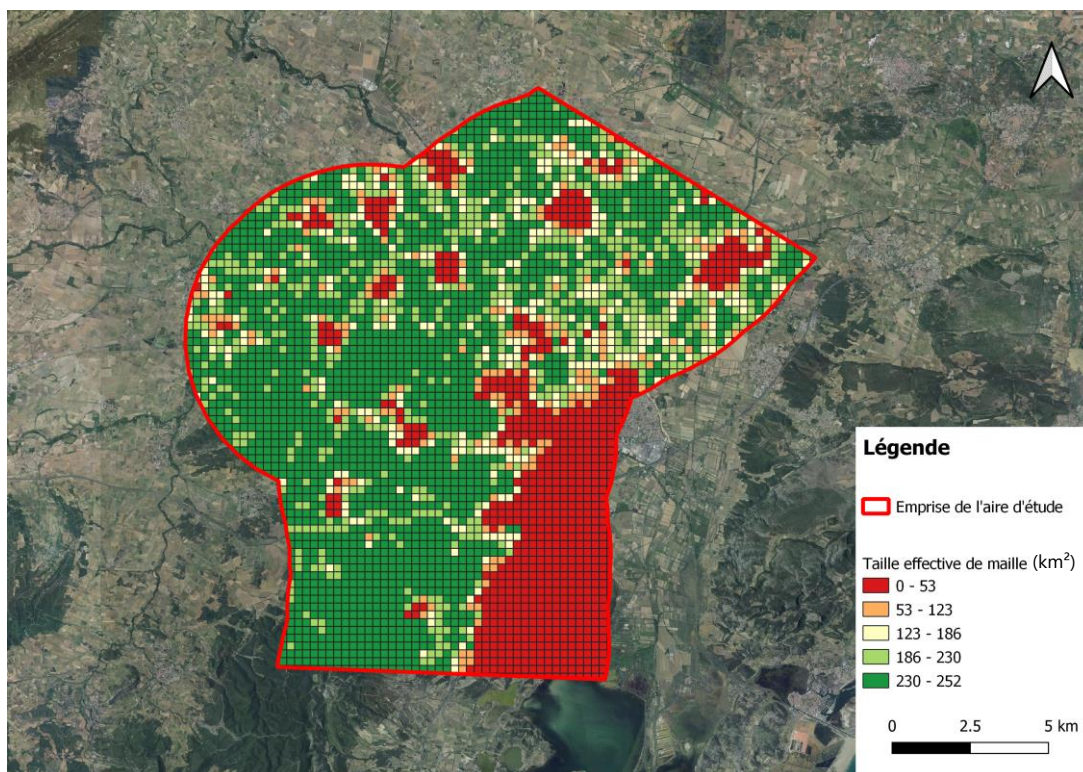 Légende
Emprise de l'aire d'étude
Taille effective de maille (km²)
0 - 53
53 - 123
123 - 186
186 - 230
230 - 252
0 2.5 5 km